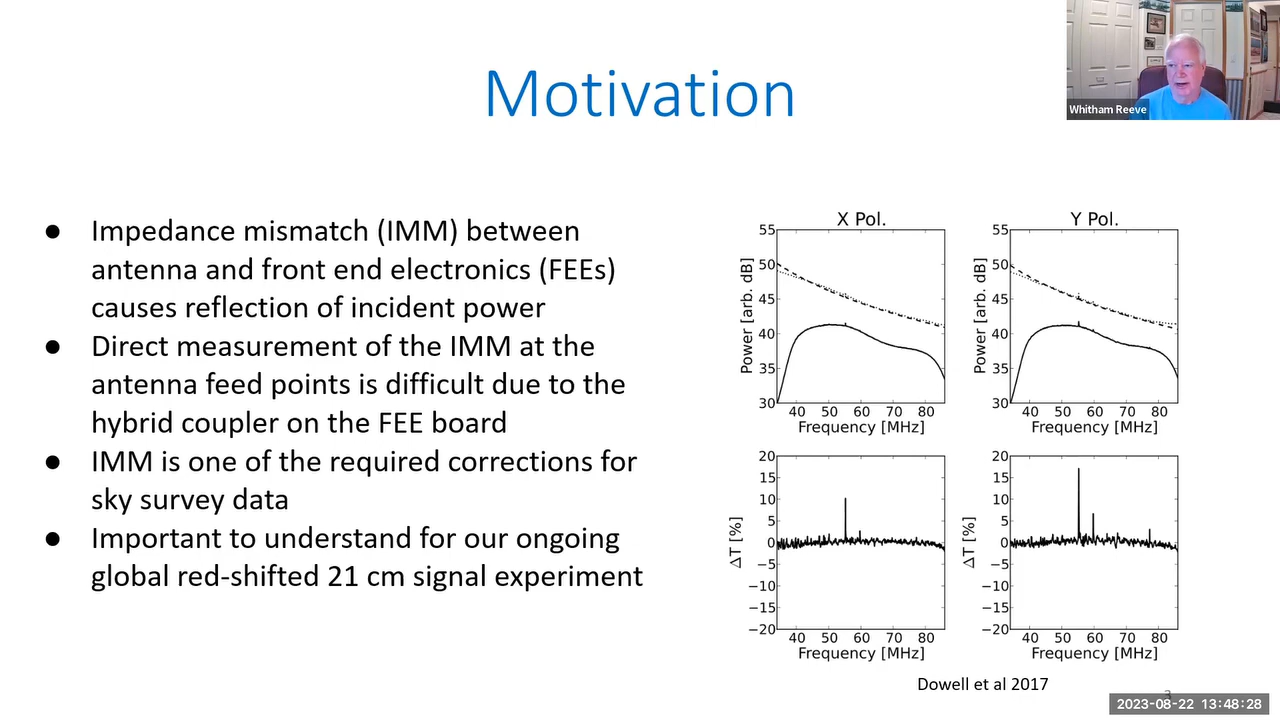 Motivation
Whitham Reeve
● Impedance mismatch (IMM) between
antenna and front end electronics (FEEs)
causes reflection of incident power
● Direct measurement of the IMM at the
antenna feed points is difficult due to the
hybrid coupler on the FEE board
● IMM is one of the required corrections for
sky survey data
● Important to understand for our ongoing
global red-shifted 21 cm signal experiment
X Pol.
55
50
45
40
35
30
Power [arb. dB]
40 50 60 70 80
Frequency [MHz]
Y Pol.
55
50
45
40
35
30
Power [arb. dB]
40 50 60 70 80
Frequency [MHz]
20
15
10
5
0
−5
−10
−15
−20
ΔT [%]
40 50 60 70 80
Frequency [MHz]
20
15
10
5
0
−5
−10
−15
−20
ΔT [%]
40 50 60 70 80
Frequency [MHz]
Dowell et al 2017
3
2023-08-22 13:48:28